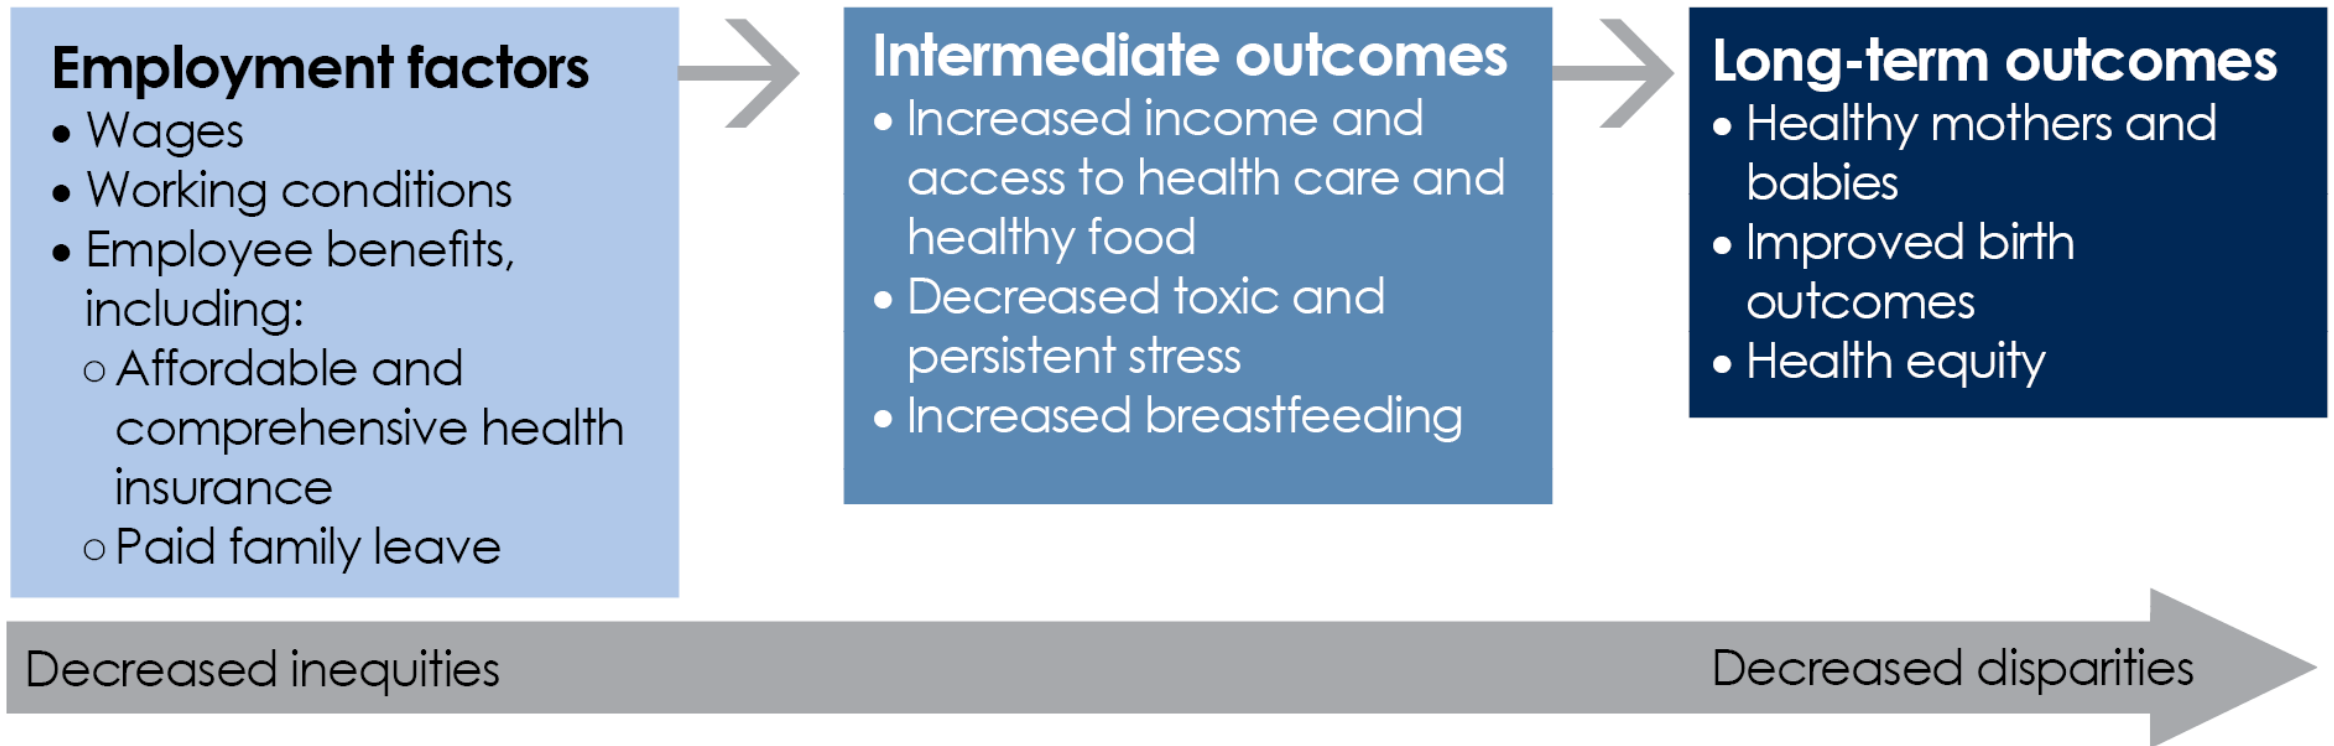 Employment factors
• Wages
• Working conditions
• Employee benefits,
including:
○ Affordable and
comprehensive health
insurance
○ Paid family leave
Intermediate outcomes
• Increased income and
access to health care and
healthy food
• Decreased toxic and
persistent stress
• Increased breastfeeding
Long-term outcomes
• Healthy mothers and
babies
• Improved birth
outcomes
• Health equity
Decreased inequities
Decreased disparities